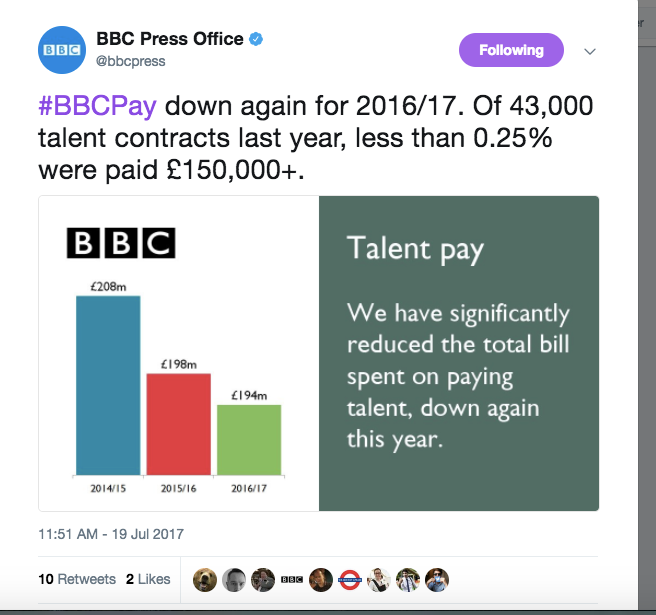 BBC
BBC Press Office
@bbcpress
Following
#BBCPay down again for 2016/17. Of 43,000
talent contracts last year, less than 0.25%
were paid £150,000+.
BBC
£208m
£198m
£194m
2014/15 2015/16 2016/17
Talent pay
We have significantly
reduced the total bill
spent on paying
talent, down again
this year.
11:51 AM - 19 Jul 2017
10 Retweets 2 Likes
BBC